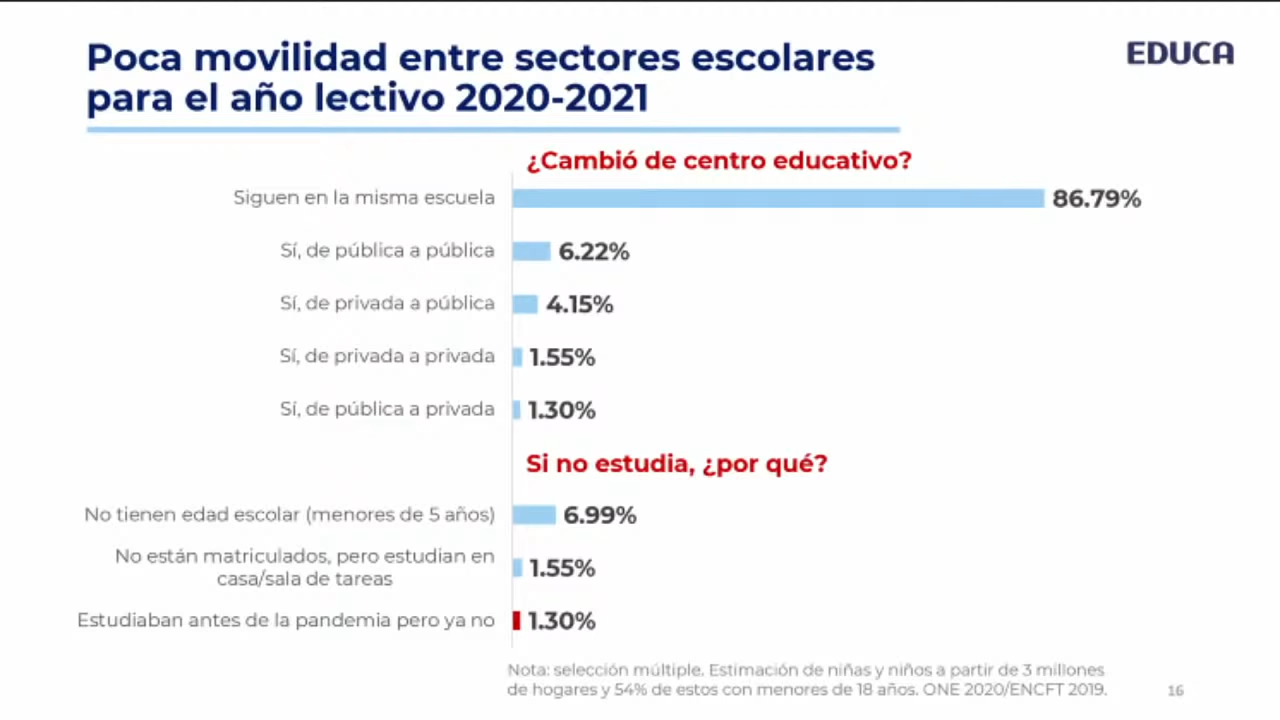 Poca movilidad entre sectores escolares
para el año lectivo 2020-2021
EDUCA
¿Cambió de centro educativo?
Siguen en la misma escuela 86.79%
Sí, de pública a pública 6.22%
Sí, de privada a pública 4.15%
Sí, de privada a privada 1.55%
Sí, de pública a privada 1.30%
Si no estudia, ¿por qué?
No tienen edad escolar (menores de 5 años) 6.99%
No están matriculados, pero estudian en
casa/sala de tareas 1.55%
Estudiaban antes de la pandemia pero ya no 1.30%
Nota: selección múltiple. Estimación de niñas y niños a partir de 3 millones
de hogares y 54% de estos con menores de 18 años. ONE 2020/ENCFT 2019.
16